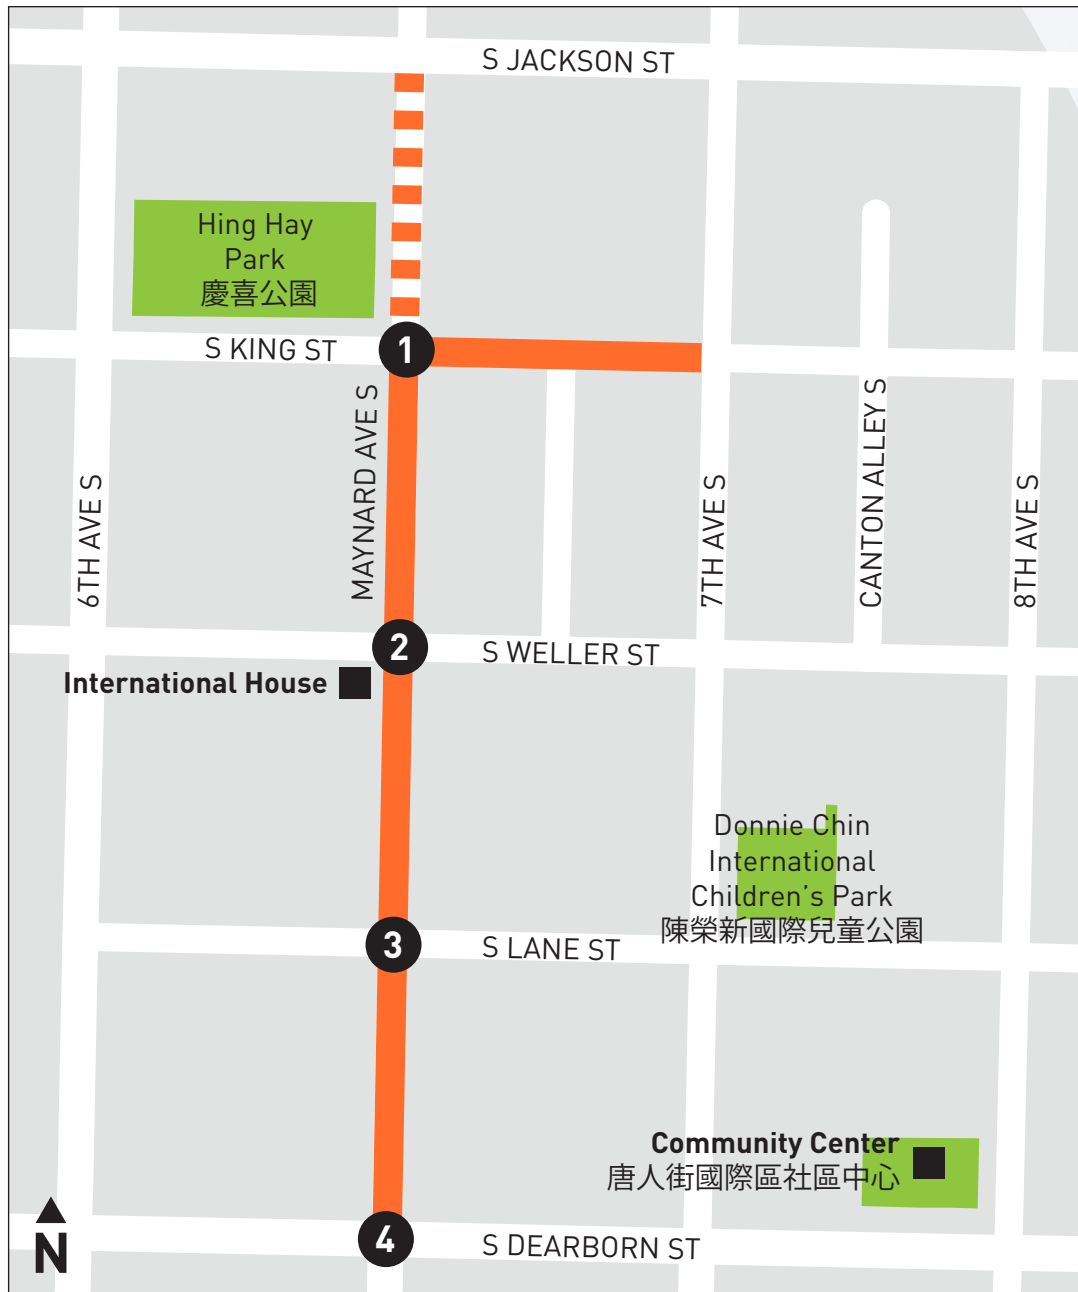 S JACKSON ST
Hing Hay
Park
慶喜公園
S KING ST
1
MAYNARD AVE S
6TH AVE S
7TH AVE S
CANTON ALLEY S
8TH AVE S
2
S WELLER ST
International House
Donnie Chin
International
Children's Park
陳榮新國際兒童公園
3
S LANE ST
Community Center
唐人街國際區社區中心
N
4
S DEARBORN ST